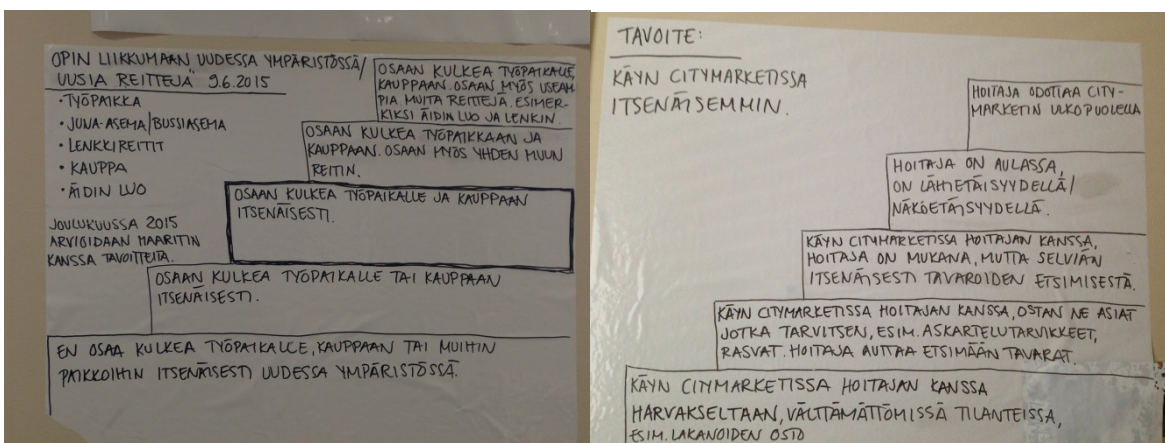 OPIN LIIKKUMAAN UUDESSA YMPÄRISTÖSSÄ/
UUSIA REITTEJÄ" 9.6.2015
• TYÖPAIKKA
• JUNA-ASEMA/BUSSIASEMA
• LENKKIREITIT
• KAUPPA
• ÄIDIN LUO
JOULUKUUSSA 2015
ARVIOIDAAN MAARITIN
KANSSA TAVOITTEITA.
OSAAN KULKEA TYÖPAIKALLE,
KAUPPAAN. OSAAN MYÖS USEAM-
PIA MUITA REITTEJÄ. ESIMER-
KIKSI ÄIDIN LUO JA LENKIN.
OSAAN KULKEA TYÖPAIKKAAN JA
KAUPPAAN. OSAAN MYÖS YHDEN MUUN
REITIN.
OSAAN KULKEA TYÖPAIKALLE JA KAUPPAAN
ITSENÄISESTI.
OSAAN KULKEA TYÖPAIKALLE TAI KAUPPAAN
ITSENÄISESTI.
EN OSAA KULKEA TYÖPAIKALLE, KAUPPAAN TAI MUIHIN
PAIKKOIHIN ITSENÄISESTI UUDESSA YMPÄRISTÖSSÄ.
TAVOITE:
KÄYN CITYMARKETISSA
ITSENÄISEMMIN.
HOITAJA ODOTTAA CITY-
MARKETIN ULKOPUOLELLA
HOITAJA ON AULASSA,
ON LÄHIETÄISYYDELLÄ/
NÄKÖETÄISYYDELLÄ.
KÄYN CITYMARKETISSA HOITAJAN KANSSA,
HOITAJA ON MUKANA, MUTTA SELVIÄN
ITSENÄISESTI TAVAROIDEN ETSIMISESTÄ.
KÄYN CITYMARKETISSA HOITAJAN KANSSA, OSTAN NE ASIAT
JOTKA TARVITSEN, ESIM. ASKARTELUTARVIKKEET,
RASVAT. HOITAJA AUTTAA ETSIMÄÄN TAVARAT.
KÄYN CITYMARKETISSA HOITAJAN KANSSA
HARVAKSELTAAN, VÄLTTÄMÄTTÖMISSÄ TILANTEISSA,
ESIM. LAKANOIDEN OSTO